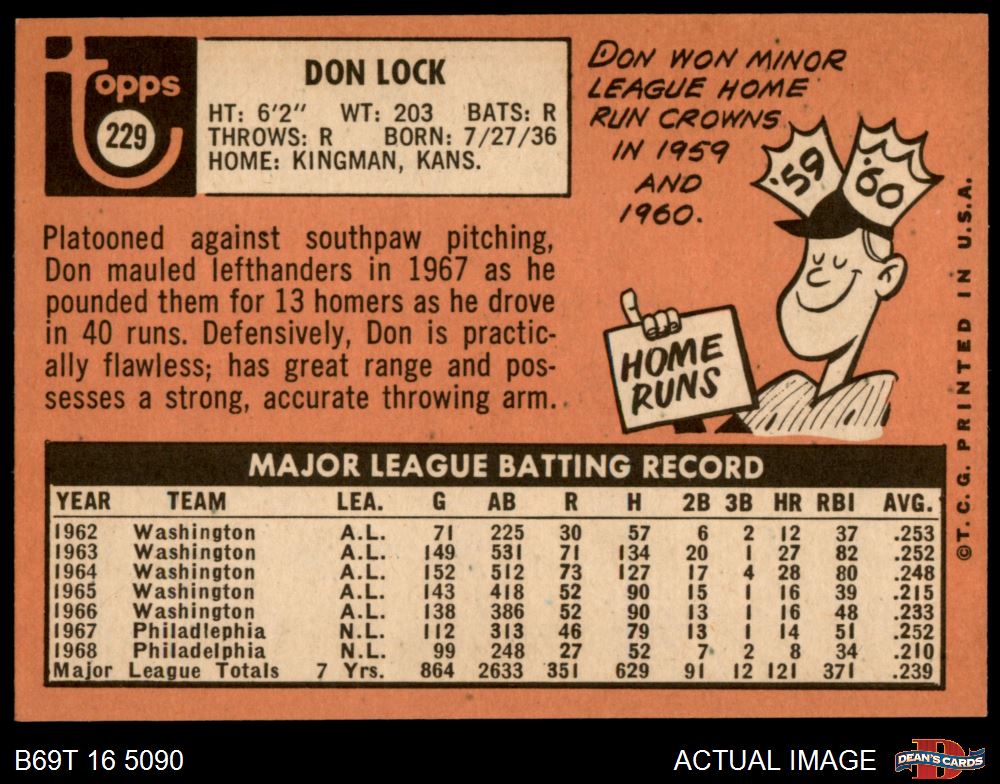 Topps
229
DON LOCK
HT: 6'2" WT: 203 BATS: R
THROWS: R BORN: 7/27/36
HOME: KINGMAN, KANS.
DON WON MINOR
LEAGUE HOME
RUN CROWNS
IN 1959
AND
1960.
'59
'60
HOME
RUNS
Platooned against southpaw pitching,
Don mauled lefthanders in 1967 as he
pounded them for 13 homers as he drove
in 40 runs. Defensively, Don is practic-
ally flawless; has great range and pos-
sesses a strong, accurate throwing arm.
MAJOR LEAGUE BATTING RECORD
YEAR TEAM LEA. G AB R H 2B 3B HR RBI AVG.
1962 Washington A.L. 71 225 30 57 6 2 12 37 .253
1963 Washington A.L. 149 531 71 134 20 1 27 82 .252
1964 Washington A.L. 152 512 73 127 17 4 28 80 .248
1965 Washington A.L. 143 418 52 90 15 1 16 39 .215
1966 Washington A.L. 138 386 52 90 13 1 16 48 .233
1967 Philadlephia N.L. 112 313 46 79 13 1 14 51 .252
1968 Philadelphia N.L. 99 248 27 52 7 2 8 34 .210
Major League Totals 7 Yrs. 864 2633 351 629 91 12 121 371 .239
©T.C.G. PRINTED IN U.S.A.
B69T 16 5090
ACTUAL IMAGE
D
DEAN'S CARDS